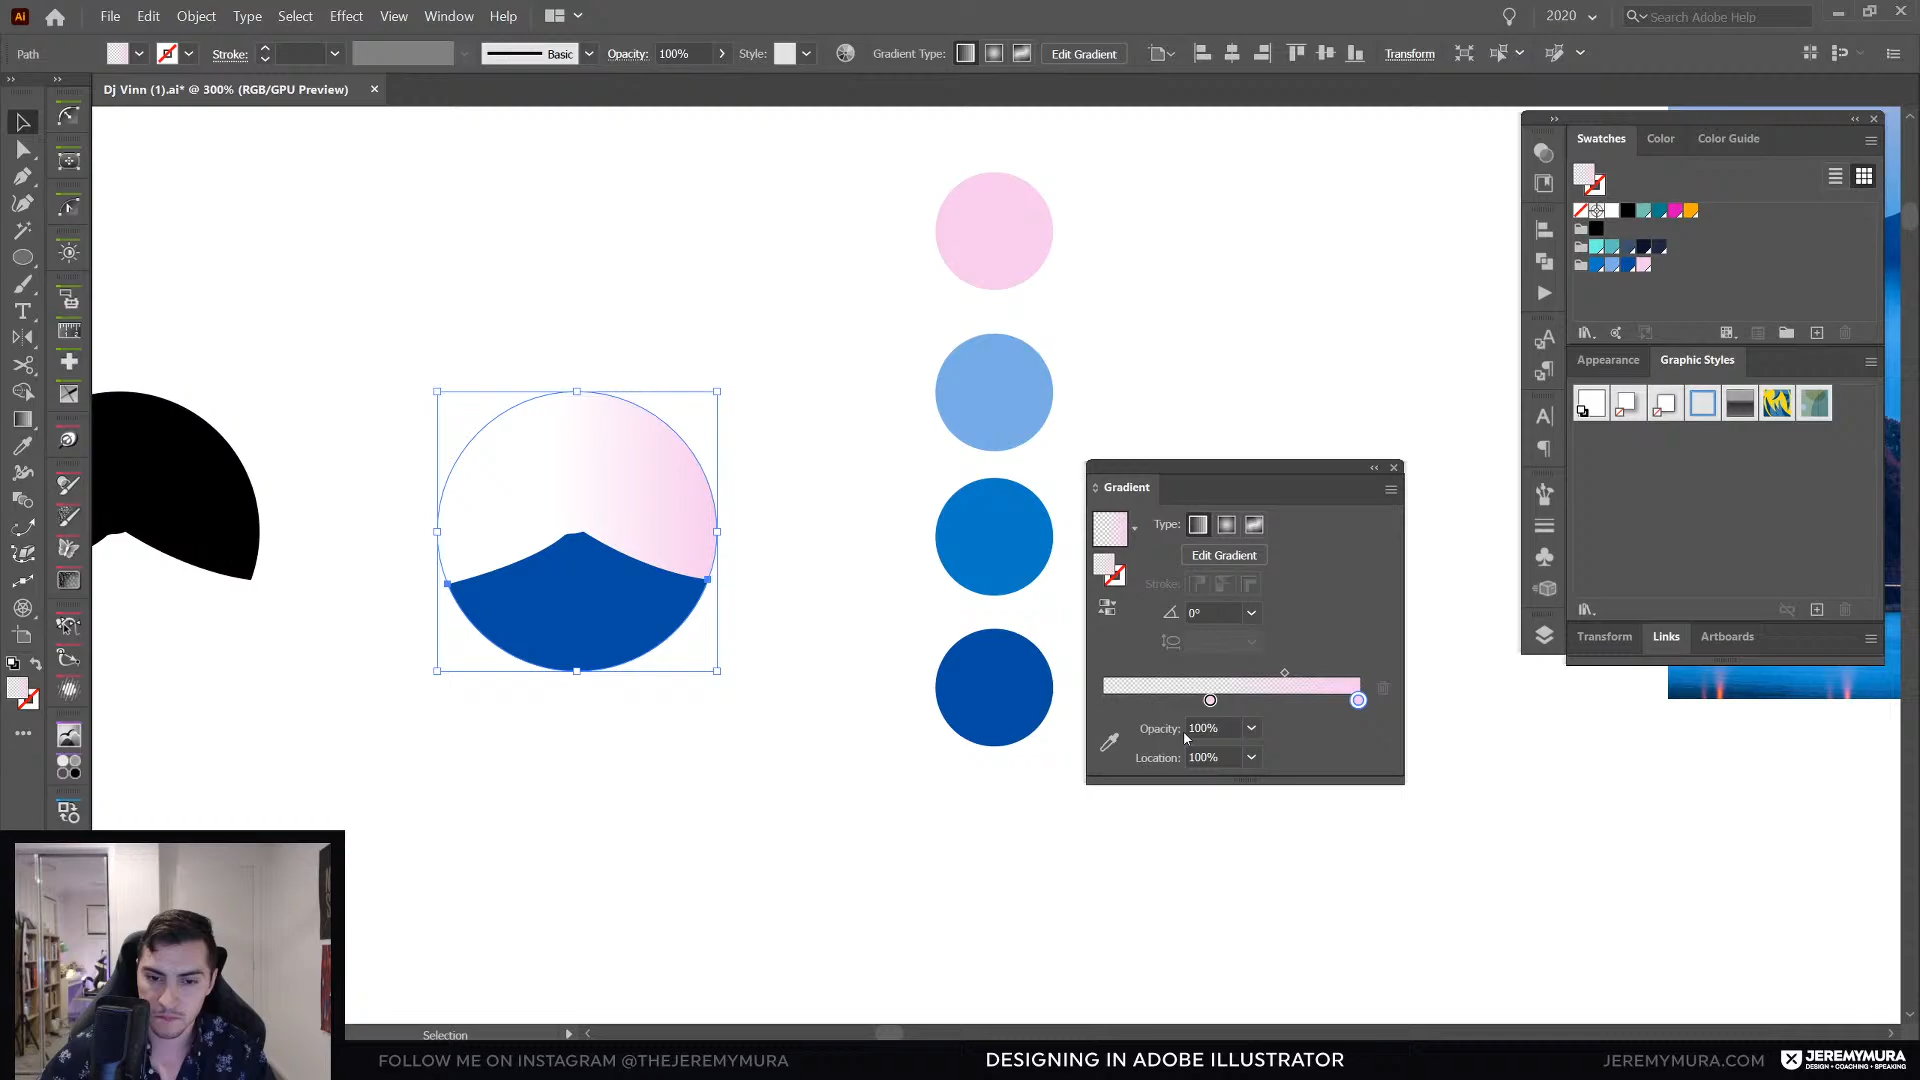 Ai File Edit Object Type Select Effect View Window Help 2020 Search Adobe Help
Path Stroke: Basic Opacity: 100% Style: Gradient Type: Edit Gradient Transform
Dj Vinn (1).ai* @ 300% (RGB/GPU Preview)
Swatches Color Color Guide
Appearance Graphic Styles
Transform Links Artboards
Gradient
Type:
Edit Gradient
Stroke:
0°
Opacity: 100%
Location: 100%
Selection
FOLLOW ME ON INSTAGRAM @THEJEREMYMURA DESIGNING IN ADOBE ILLUSTRATOR JEREMYMURA.COM JEREMYMURA
DESIGN • COACHING • SPEAKING